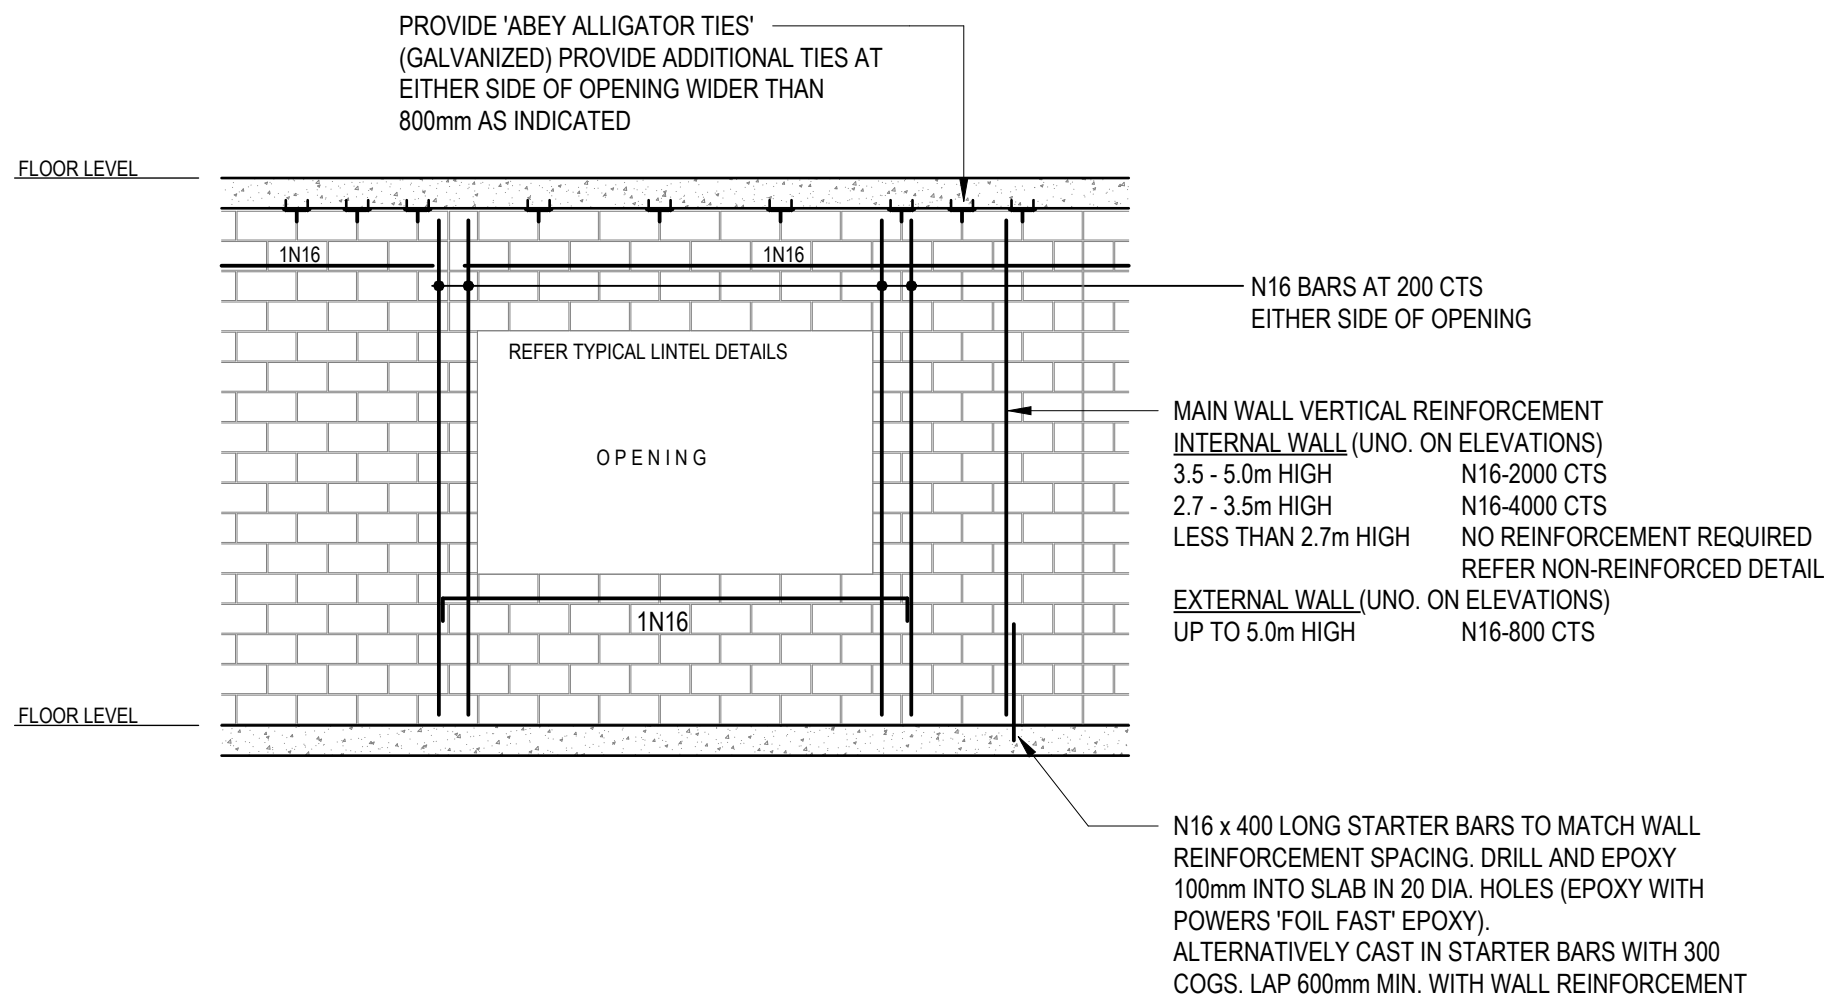 PROVIDE 'ABEY ALLIGATOR TIES'
(GALVANIZED) PROVIDE ADDITIONAL TIES AT
EITHER SIDE OF OPENING WIDER THAN
800mm AS INDICATED
FLOOR LEVEL
1N16
1N16
N16 BARS AT 200 CTS
EITHER SIDE OF OPENING
REFER TYPICAL LINTEL DETAILS
OPENING
MAIN WALL VERTICAL REINFORCEMENT
INTERNAL WALL (UNO. ON ELEVATIONS)
3.5 - 5.0m HIGH N16-2000 CTS
2.7 - 3.5m HIGH N16-4000 CTS
LESS THAN 2.7m HIGH NO REINFORCEMENT REQUIRED
REFER NON-REINFORCED DETAIL
EXTERNAL WALL (UNO. ON ELEVATIONS)
UP TO 5.0m HIGH N16-800 CTS
1N16
FLOOR LEVEL
N16 x 400 LONG STARTER BARS TO MATCH WALL
REINFORCEMENT SPACING. DRILL AND EPOXY
100mm INTO SLAB IN 20 DIA. HOLES (EPOXY WITH
POWERS 'FOIL FAST' EPOXY).
ALTERNATIVELY CAST IN STARTER BARS WITH 300
COGS. LAP 600mm MIN. WITH WALL REINFORCEMENT